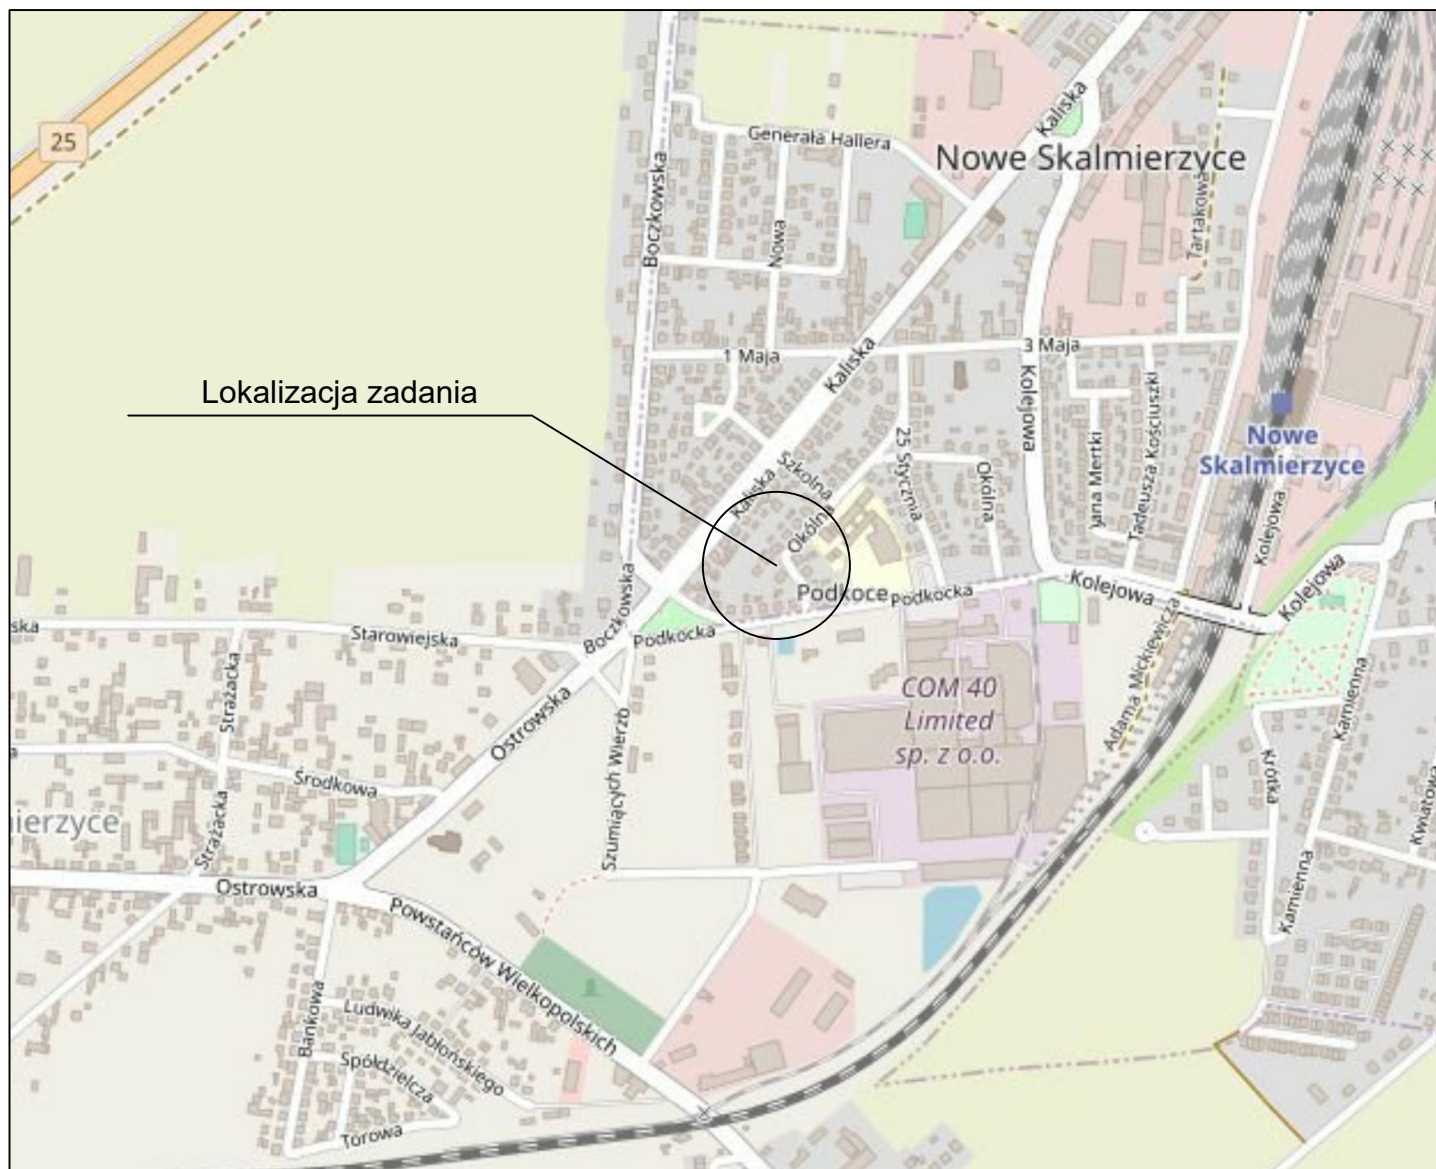 25
Generała Hallera
Kaliska
Nowe Skalmierzyce
Boczkowska
Nowa
Tartakowa
1 Maja
3 Maja
Kaliska
Kolejowa
Lokalizacja zadania
Jana Mertki
Tadeusza Kościuszki
Nowe
Skalmierzyce
25 Stycznia
Szkolna
Okólna
Kaliska
Okólna
Kolejowa
Podkoce
Podkocka
Kolejowa
Kolejowa
ska
Starowiejska
Boczkowska
Podkocka
Strażacka
Adama Mickiewicza
Kamienna
COM 40
Limited
sp. z o.o.
Ostrowska
Szumiących Wierzb
Środkowa
Krótka
Kwiatowa
ierzyce
Strażacka
Ostrowska
Kamienna
Powstańców Wielkopolskich
Bankowa
Ludwika Jabłońskiego
Spółdzielcza
Torowa